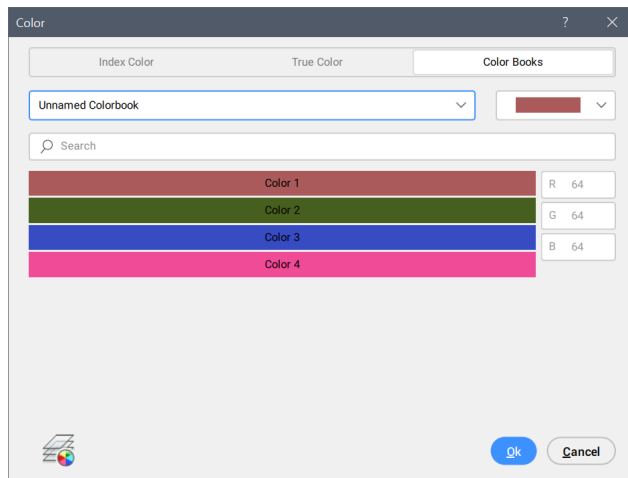 Color ?
Index Color True Color Color Books
Unnamed Colorbook
Search
Color 1 R 64
Color 2 G 64
Color 3 B 64
Color 4
Ok Cancel